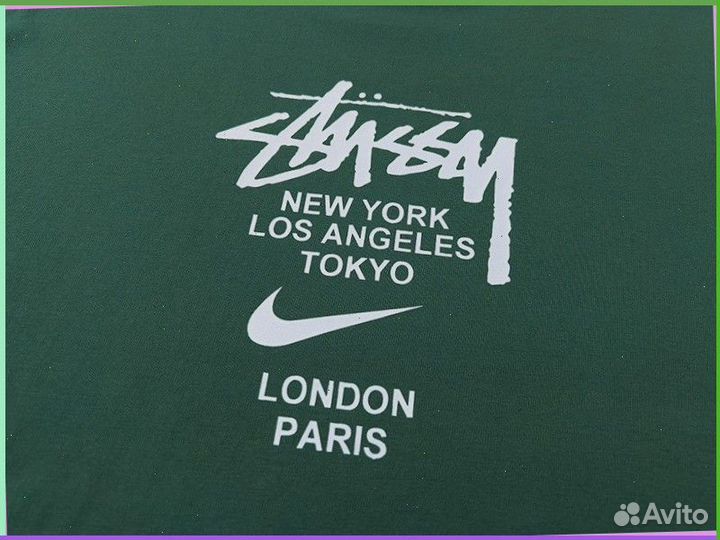 STÜSSY
NEW YORK
LOS ANGELES
TOKYO
LONDON
PARIS
Avito